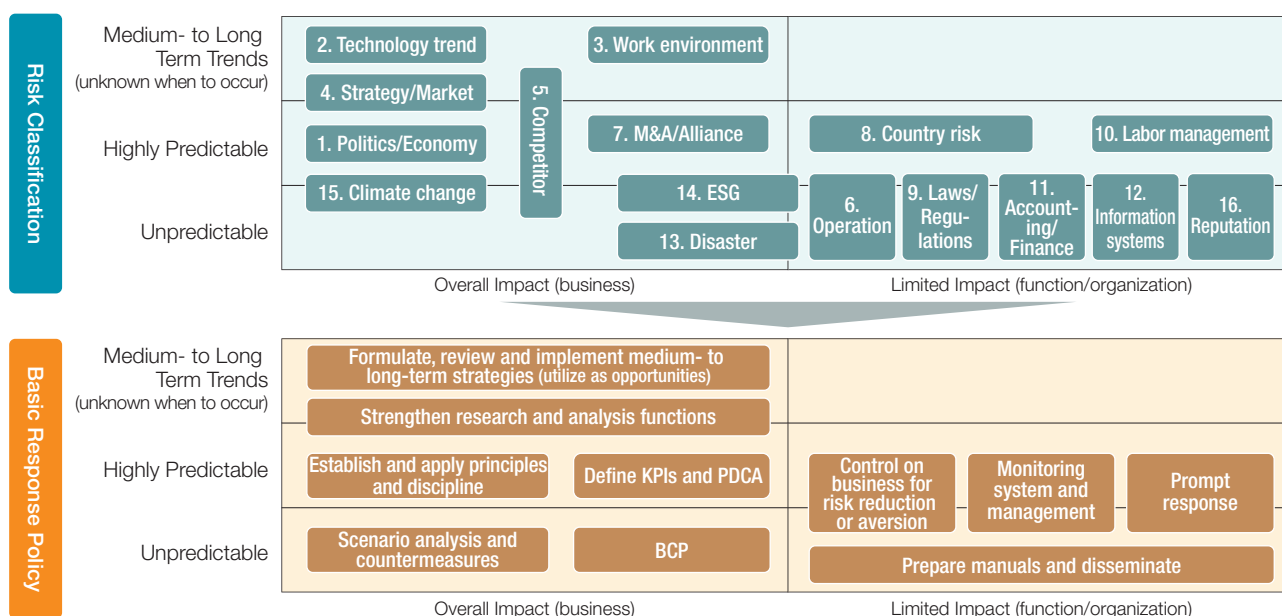 Risk Classification
Medium- to Long
Term Trends
(unknown when to occur)
Highly Predictable
Unpredictable
2. Technology trend
3. Work environment
4. Strategy/Market
5. Competitor
1. Politics/Economy
7. M&A/Alliance
8. Country risk
10. Labor management
15. Climate change
14. ESG
13. Disaster
6.
Operation
9. Laws/
Regu-
lations
11.
Account-
ing/
Finance
12.
Information
systems
16.
Reputation
Overall Impact (business)
Limited Impact (function/organization)
Basic Response Policy
Medium- to Long
Term Trends
(unknown when to occur)
Highly Predictable
Unpredictable
Formulate, review and implement medium- to
long-term strategies (utilize as opportunities)
Strengthen research and analysis functions
Establish and apply principles
and discipline
Define KPIs and PDCA
Control on
business for
risk reduction
or aversion
Monitoring
system and
management
Prompt
response
Scenario analysis and
countermeasures
BCP
Prepare manuals and disseminate
Overall Impact (business)
Limited Impact (function/organization)